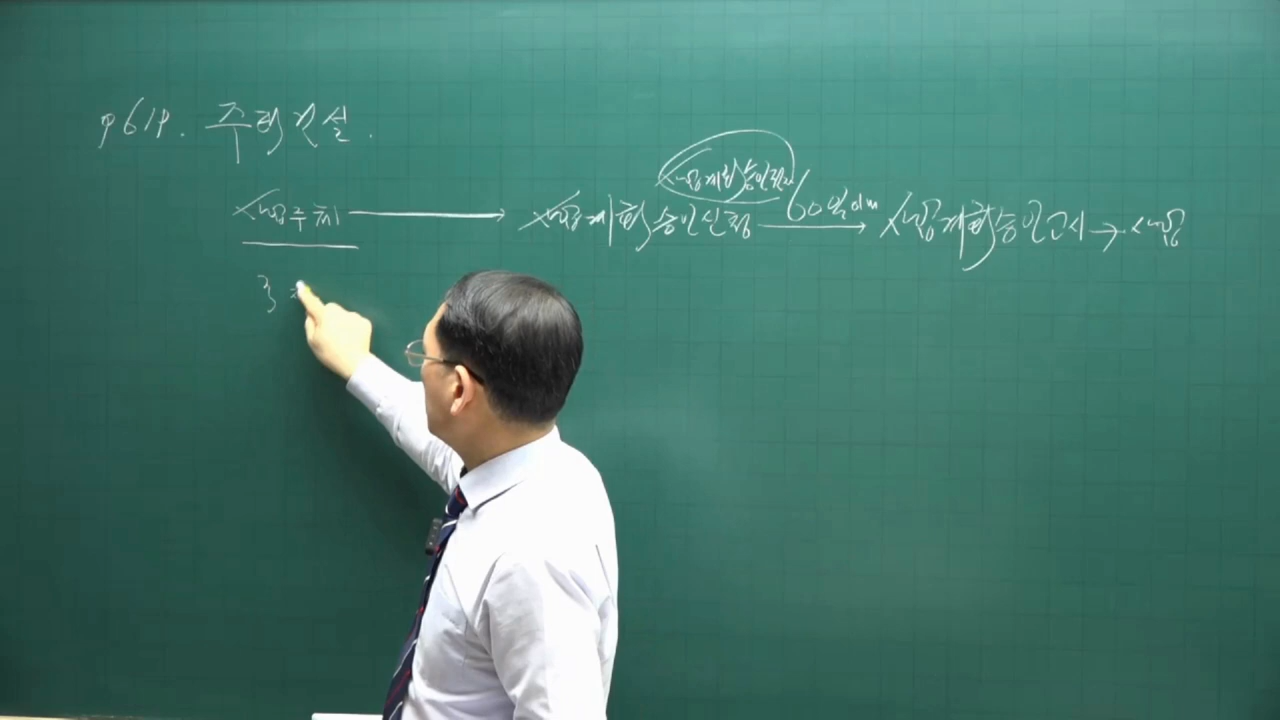 p619. 주택건설.
사업계획승인권자
사업주체 → 사업계획승인신청 → 60일이내 사업계획승인고시 → 사업